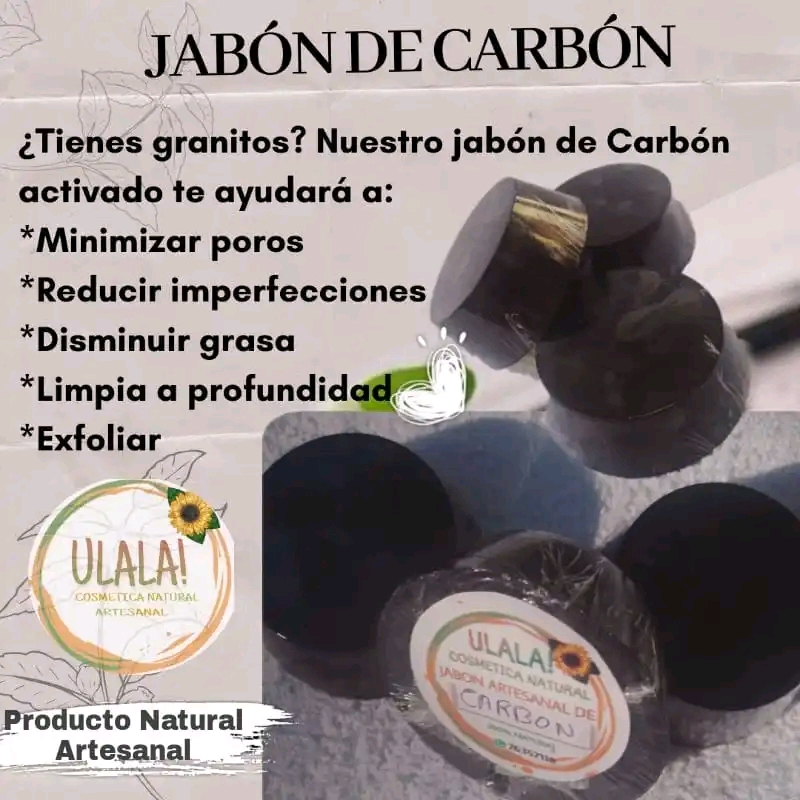 JABÓN DE CARBÓN
¿Tienes granitos? Nuestro jabón de Carbón
activado te ayudará a:
*Minimizar poros
*Reducir imperfecciones
*Disminuir grasa
*Limpia a profundidad
*Exfoliar
ULALA!
COSMETICA NATURAL
ARTESANAL
Producto Natural
Artesanal
ULALA!
COSMETICA NATURAL
JABON ARTESANAL DE
CARBON